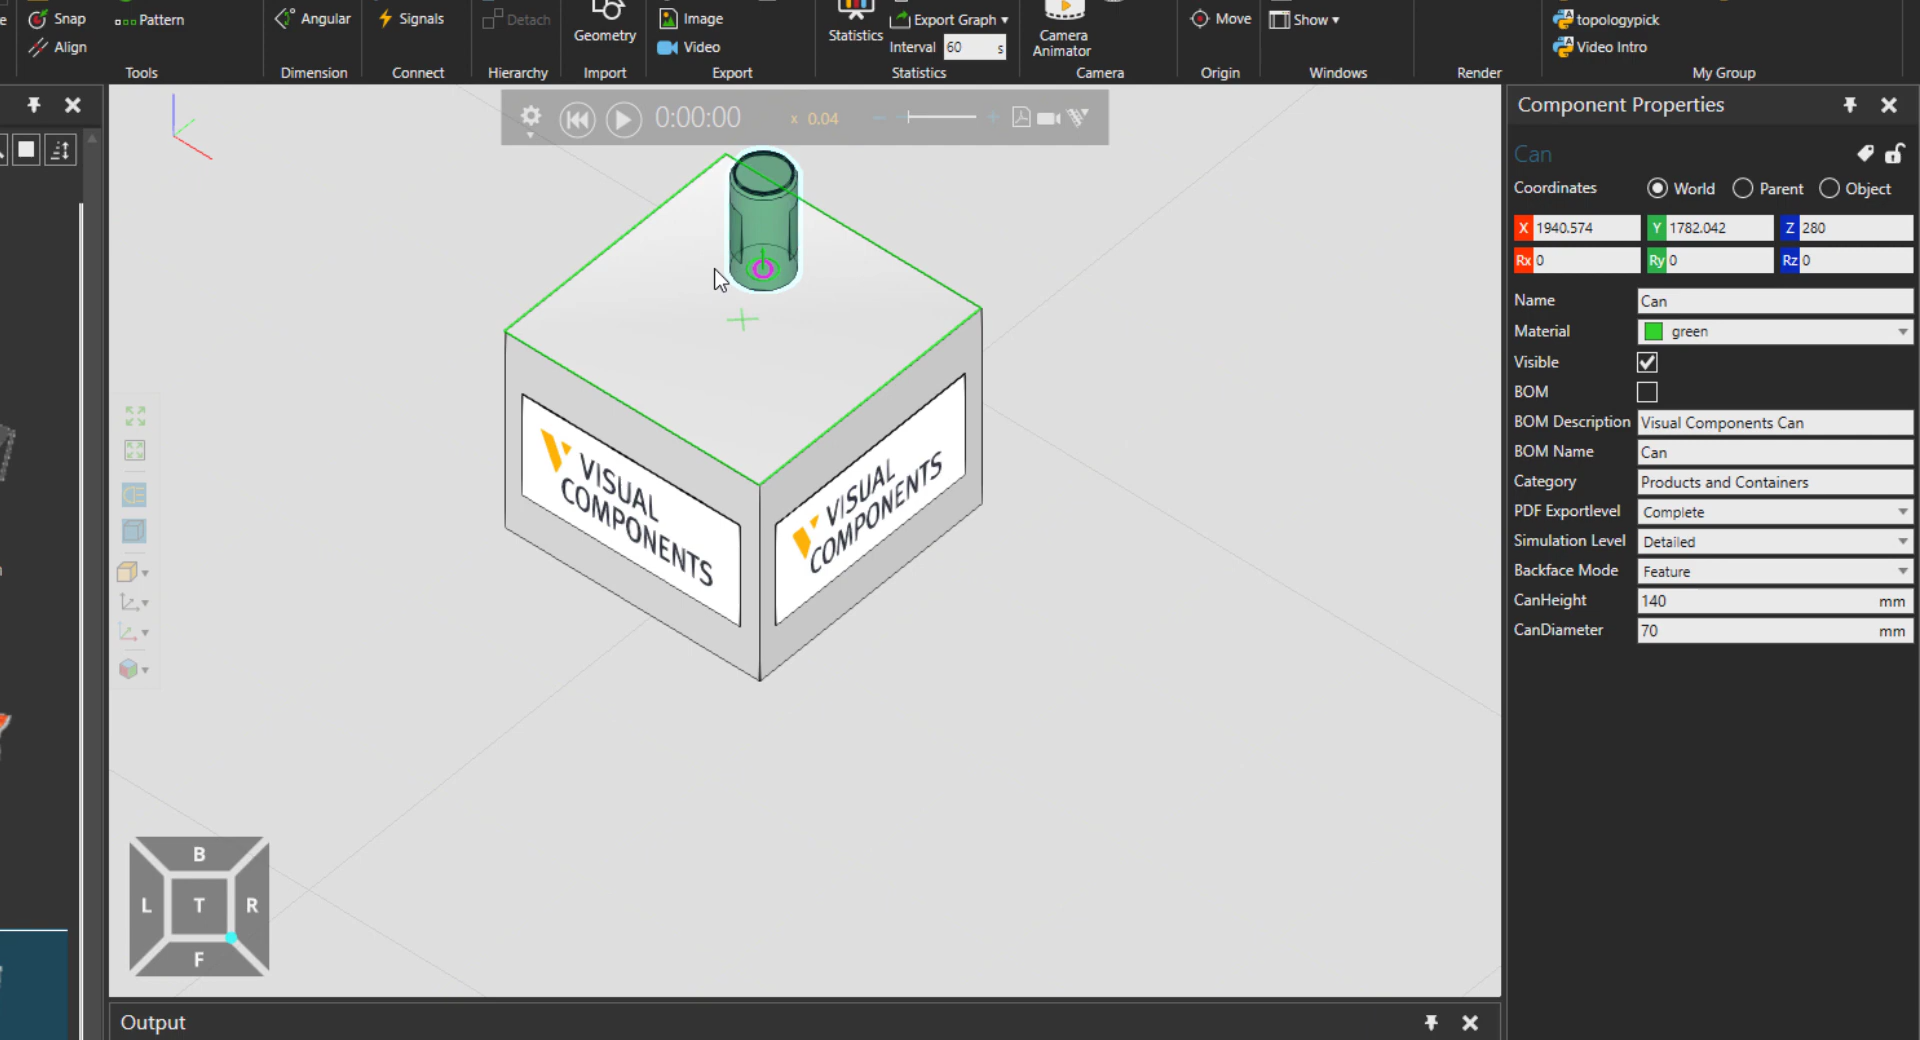 Snap
Pattern
Align
Tools
Angular
Dimension
Signals
Connect
Detach
Hierarchy
Geometry
Import
Image
Video
Export
Statistics
Export Graph
Interval 60 s
Statistics
Camera
Animator
Camera
Move
Origin
Show
Windows
Render
topologypick
Video Intro
My Group
0:00:00
x 0.04
VISUAL
COMPONENTS
VISUAL
COMPONENTS
B
L T R
F
Output
Component Properties
Can
Coordinates World Parent Object
X 1940.574 Y 1782.042 Z 280
Rx 0 Ry 0 Rz 0
Name Can
Material green
Visible
BOM
BOM Description Visual Components Can
BOM Name Can
Category Products and Containers
PDF Exportlevel Complete
Simulation Level Detailed
Backface Mode Feature
CanHeight 140 mm
CanDiameter 70 mm